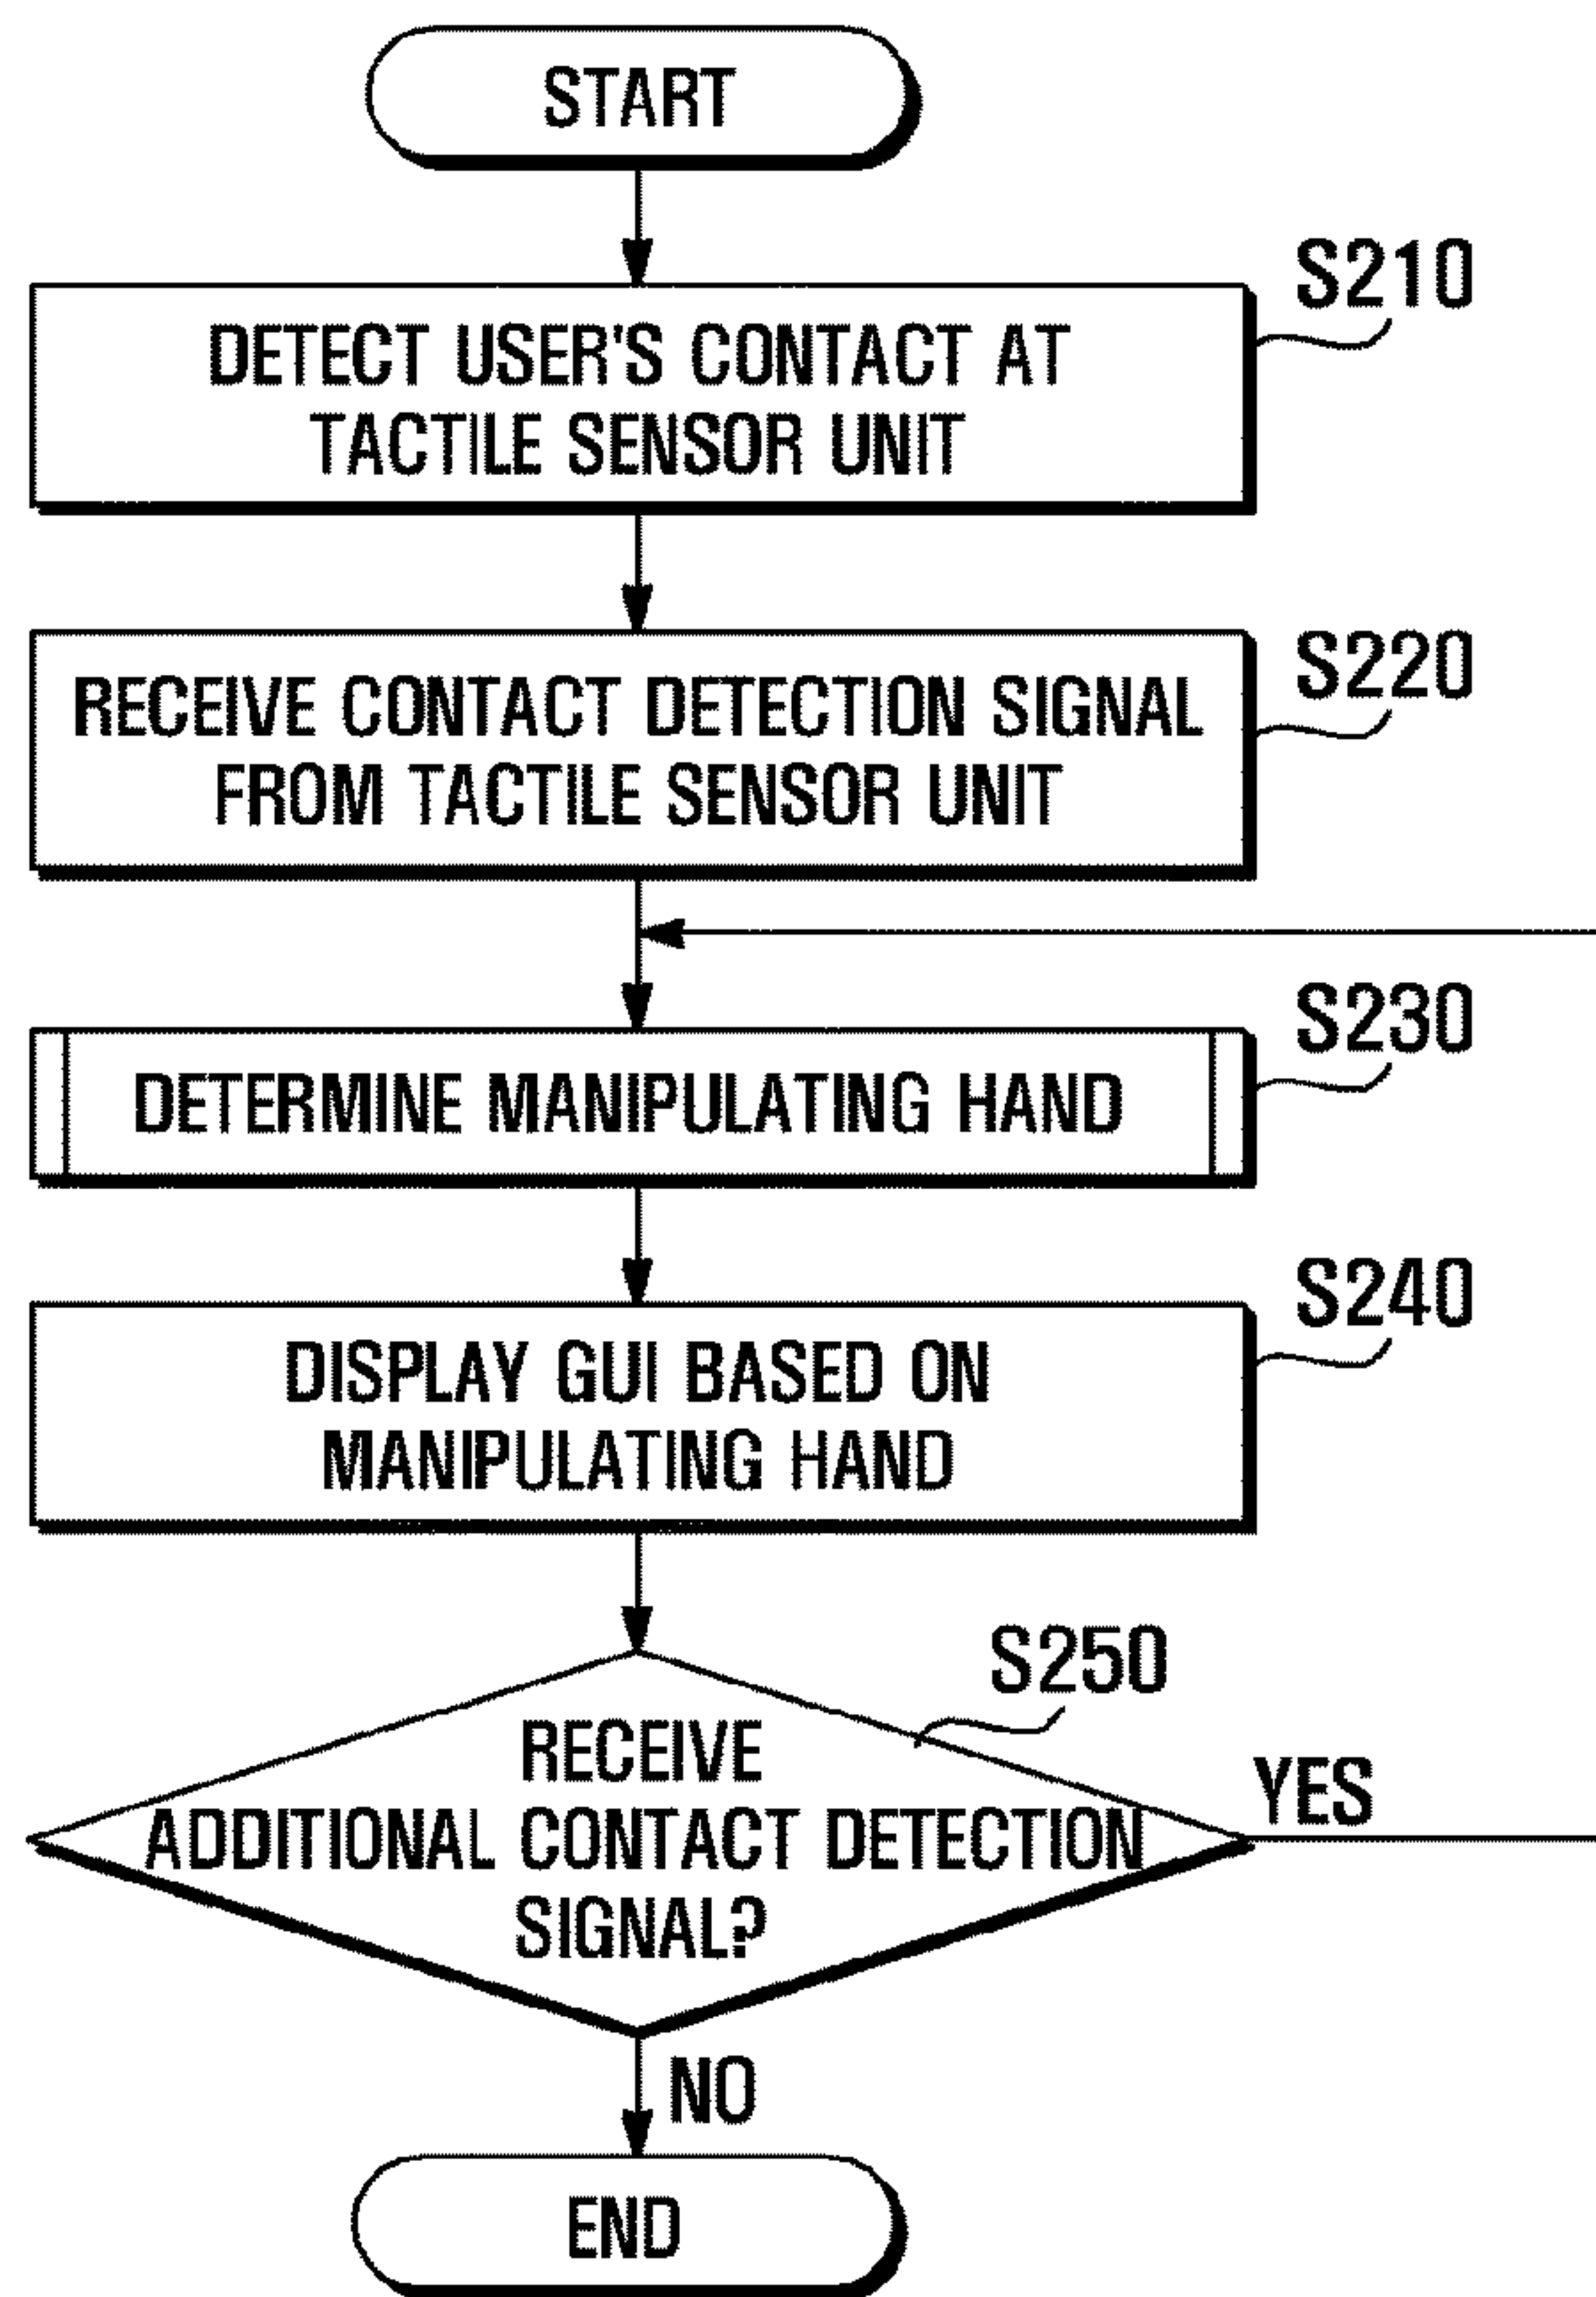 START
S210
DETECT USER'S CONTACT AT
TACTILE SENSOR UNIT
S220
RECEIVE CONTACT DETECTION SIGNAL
FROM TACTILE SENSOR UNIT
S230
DETERMINE MANIPULATING HAND
S240
DISPLAY GUI BASED ON
MANIPULATING HAND
S250
RECEIVE
ADDITIONAL CONTACT DETECTION
SIGNAL?
YES
NO
END